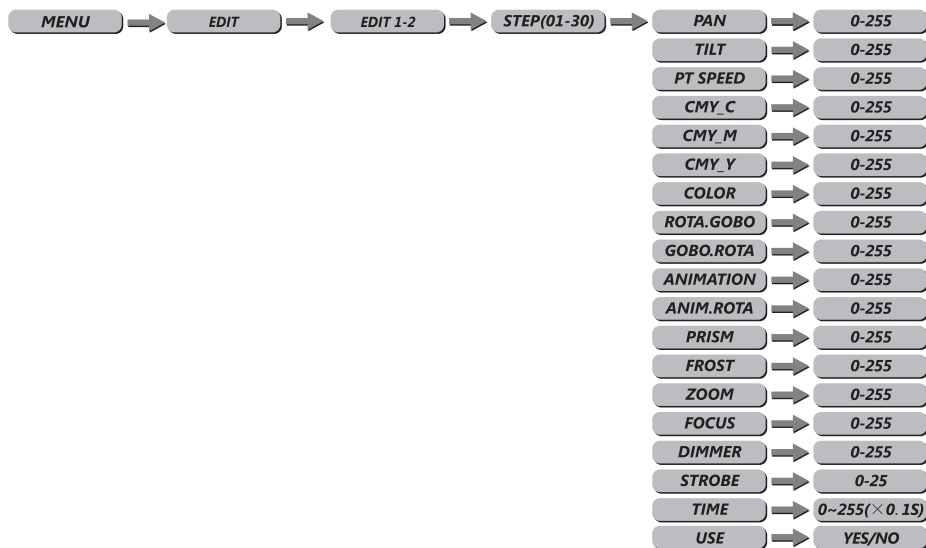 MENU EDIT EDIT 1-2 STEP(01-30) PAN 0-255
TILT 0-255
PT SPEED 0-255
CMY_C 0-255
CMY_M 0-255
CMY_Y 0-255
COLOR 0-255
ROTA.GOBO 0-255
GOBO.ROTA 0-255
ANIMATION 0-255
ANIM.ROTA 0-255
PRISM 0-255
FROST 0-255
ZOOM 0-255
FOCUS 0-255
DIMMER 0-255
STROBE 0-25
TIME 0~255(×0.1S)
USE YES/NO